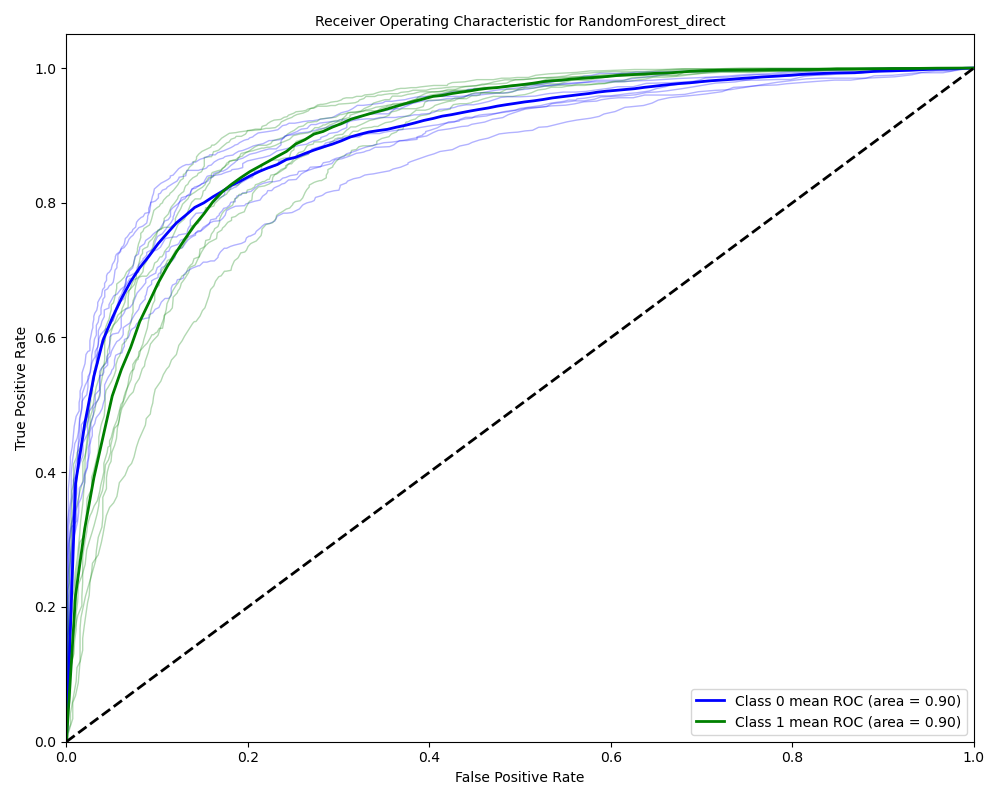 Receiver Operating Characteristic for RandomForest_direct
True Positive Rate
1.0
0.8
0.6
0.4
0.2
0.0
0.0 0.2 0.4 0.6 0.8 1.0
False Positive Rate
Class 0 mean ROC (area = 0.90)
Class 1 mean ROC (area = 0.90)